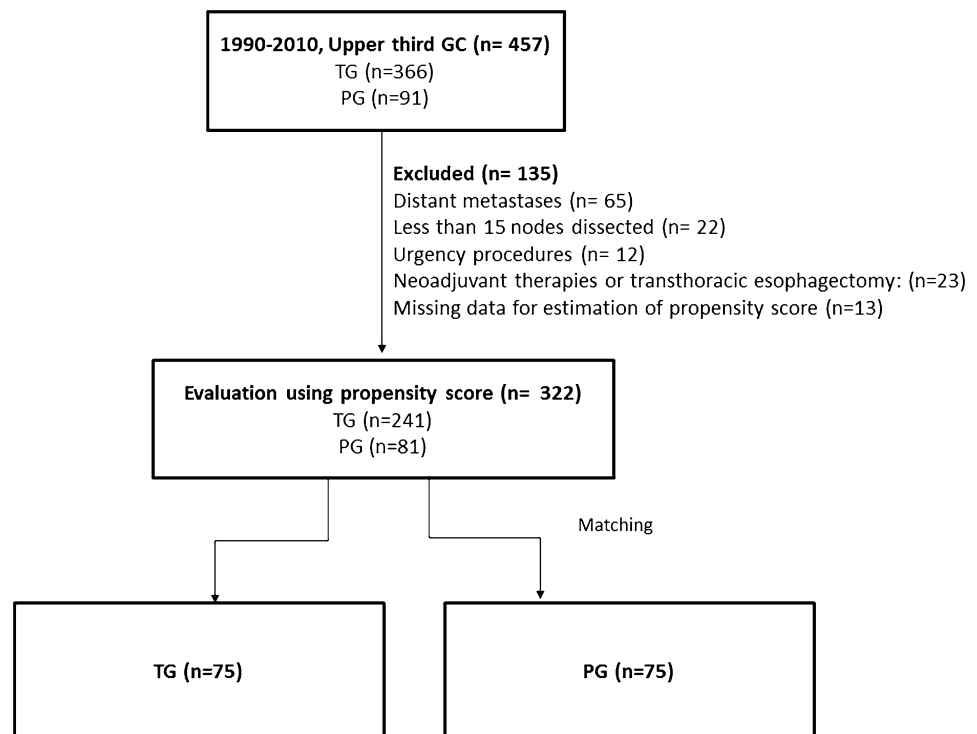 1990-2010, Upper third GC (n= 457)
TG (n=366)
PG (n=91)
Excluded (n= 135)
Distant metastases (n= 65)
Less than 15 nodes dissected (n= 22)
Urgency procedures (n= 12)
Neoadjuvant therapies or transthoracic esophagectomy: (n=23)
Missing data for estimation of propensity score (n=13)
Evaluation using propensity score (n= 322)
TG (n=241)
PG (n=81)
Matching
TG (n=75)
PG (n=75)